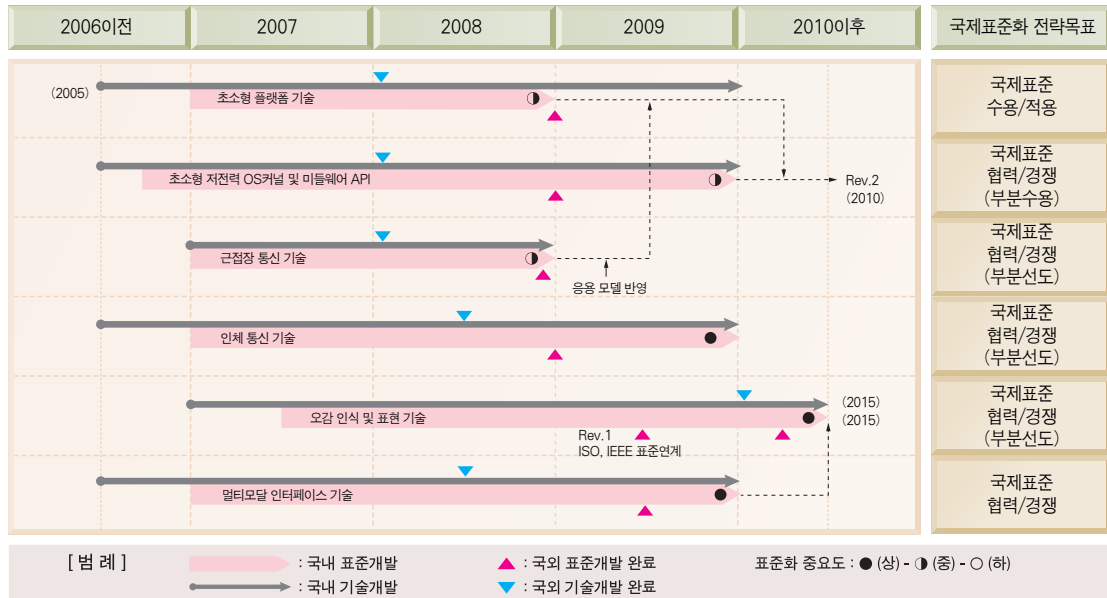 2006이전 2007 2008 2009 2010이후 국제표준화 전략목표
(2005)
초소형 플랫폼 기술
국제표준
수용/적용
초소형 저전력 OS커널 및 미들웨어 API
Rev.2
(2010)
국제표준
협력/경쟁
(부분수용)
근접장 통신 기술
응용 모델 반영
국제표준
협력/경쟁
(부분선도)
인체 통신 기술
국제표준
협력/경쟁
(부분선도)
오감 인식 및 표현 기술
(2015)
(2015)
Rev.1
ISO, IEEE 표준연계
국제표준
협력/경쟁
(부분선도)
멀티모달 인터페이스 기술
국제표준
협력/경쟁
[ 범 례 ] : 국내 표준개발 : 국외 표준개발 완료 표준화 중요도 : ● (상) - ◑ (중) - ○ (하)
: 국내 기술개발 : 국외 기술개발 완료